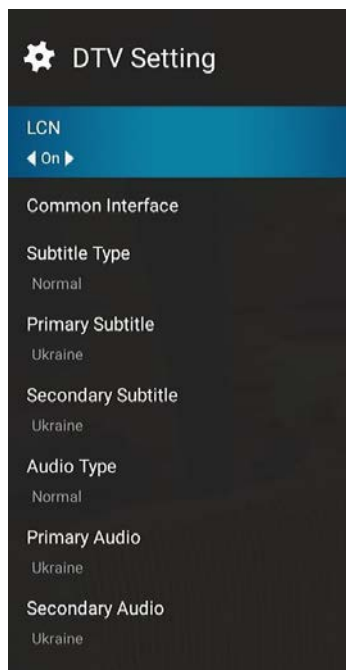 DTV Setting
LCN
On
Common Interface
Subtitle Type
Normal
Primary Subtitle
Ukraine
Secondary Subtitle
Ukraine
Audio Type
Normal
Primary Audio
Ukraine
Secondary Audio
Ukraine